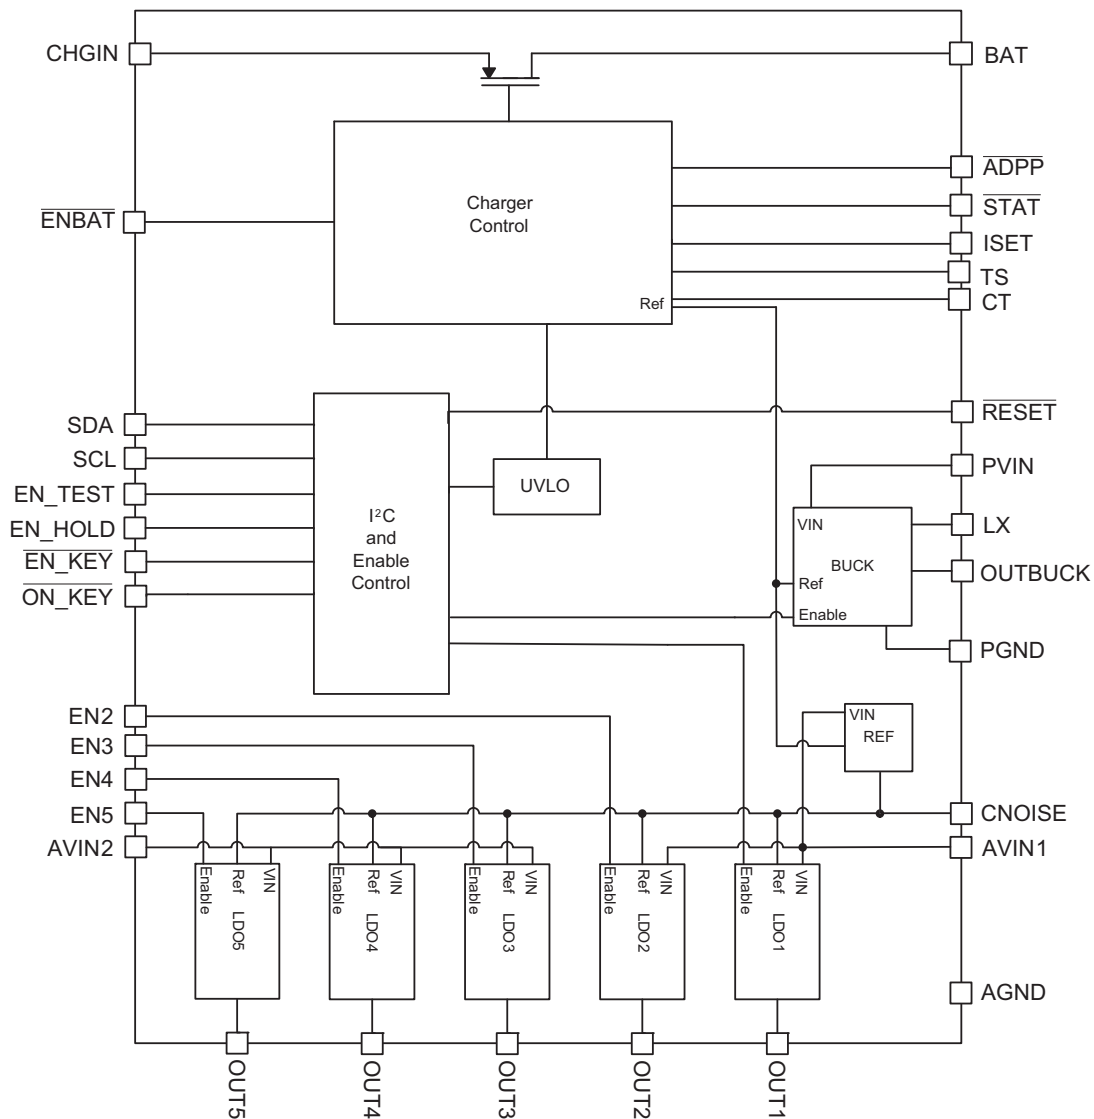 CHGIN
BAT
ADPP
ENBAT
Charger
Control
STAT
ISET
TS
Ref
CT
SDA
RESET
SCL
PVIN
EN_TEST
UVLO
I²C
and
Enable
Control
EN_HOLD
VIN
LX
EN_KEY
BUCK
OUTBUCK
ON_KEY
Ref
Enable
PGND
EN2
VIN
REF
EN3
EN4
EN5
CNOISE
AVIN2
AVIN1
Enable
Ref
VIN
LDO5
Enable
Ref
VIN
LDO4
Enable
Ref
VIN
LDO3
Enable
Ref
VIN
LDO2
Enable
Ref
VIN
LDO1
AGND
OUT5
OUT4
OUT3
OUT2
OUT1